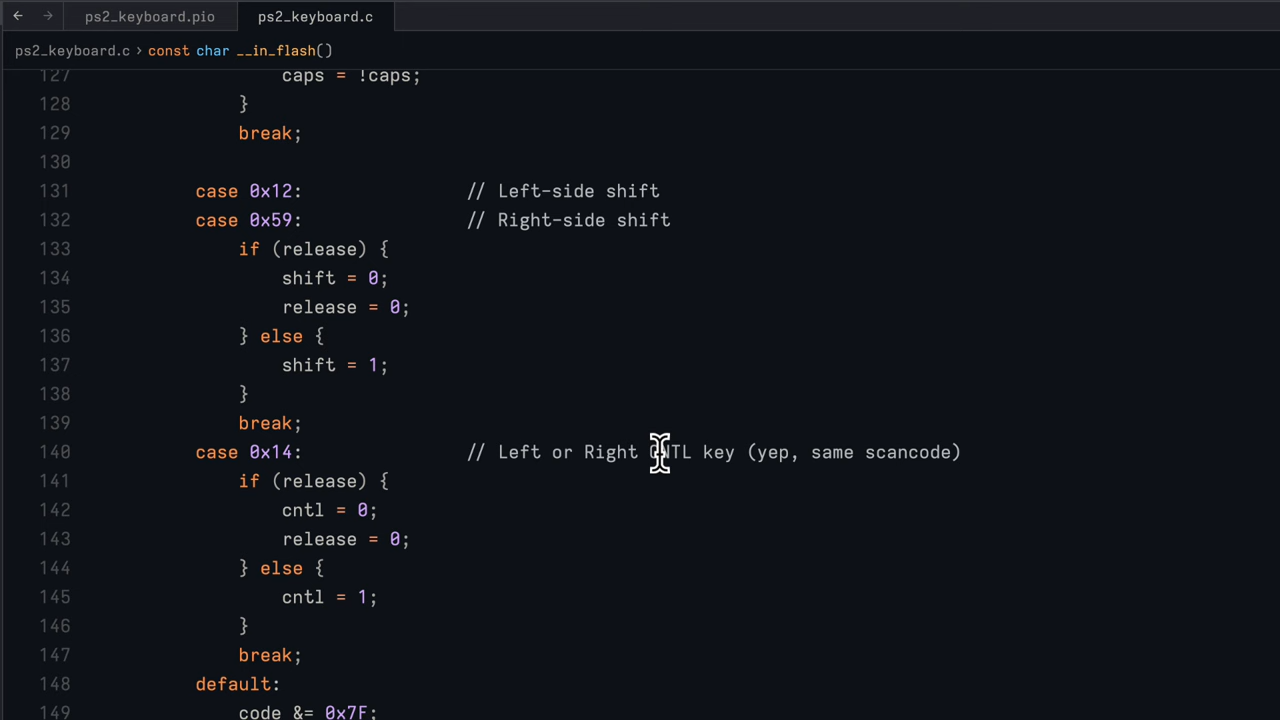 ← → ps2_keyboard.pio ps2_keyboard.c
ps2_keyboard.c > const char __in_flash()
127 caps = !caps;
128 }
129 break;
130
131 case 0x12: // Left-side shift
132 case 0x59: // Right-side shift
133 if (release) {
134 shift = 0;
135 release = 0;
136 } else {
137 shift = 1;
138 }
139 break;
140 case 0x14: // Left or Right CNTL key (yep, same scancode)
141 if (release) {
142 cntl = 0;
143 release = 0;
144 } else {
145 cntl = 1;
146 }
147 break;
148 default:
149 code &= 0x7F;